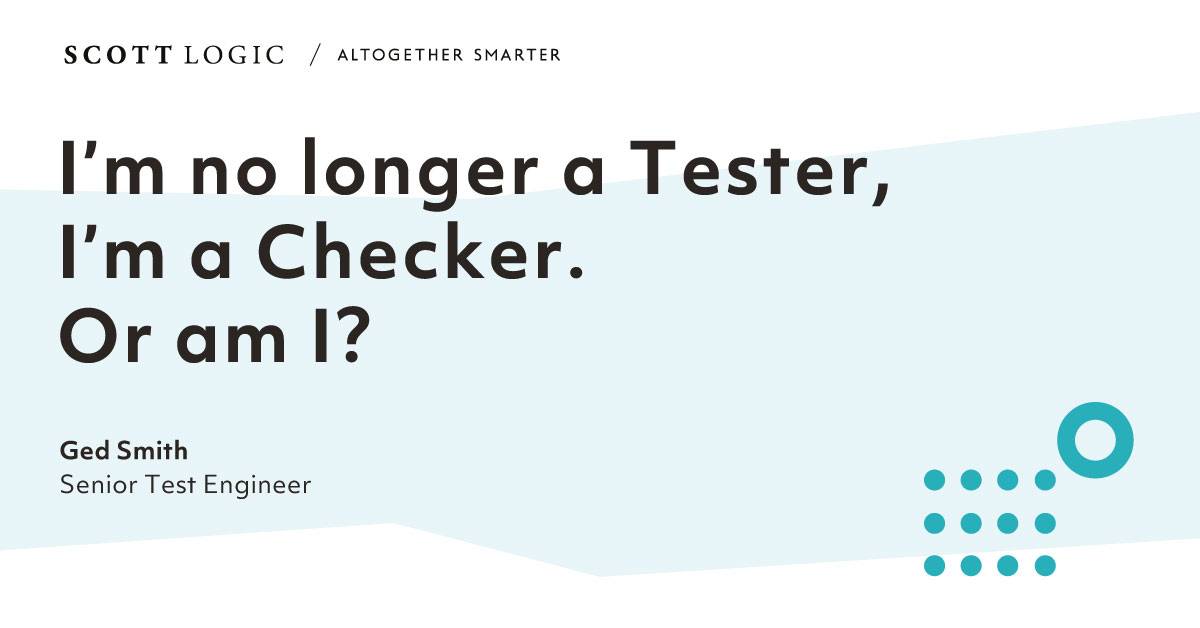 SCOTT LOGIC / ALTOGETHER SMARTER
I’m no longer a Tester,
I’m a Checker.
Or am I?
Ged Smith
Senior Test Engineer